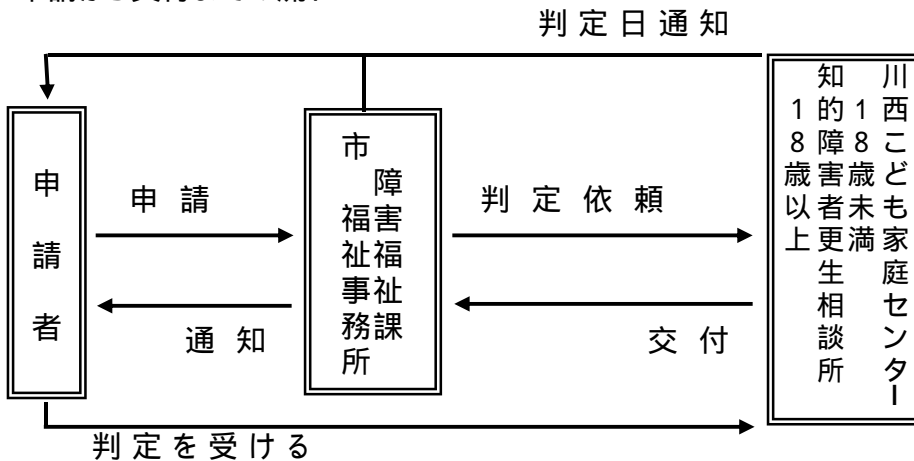 判定日通知
申請者
申請
通知
市
障害福祉課
福祉事務所
判定依頼
交付
川西こども家庭センター
18歳未満
知的障害者更生相談所
18歳以上
判定を受ける